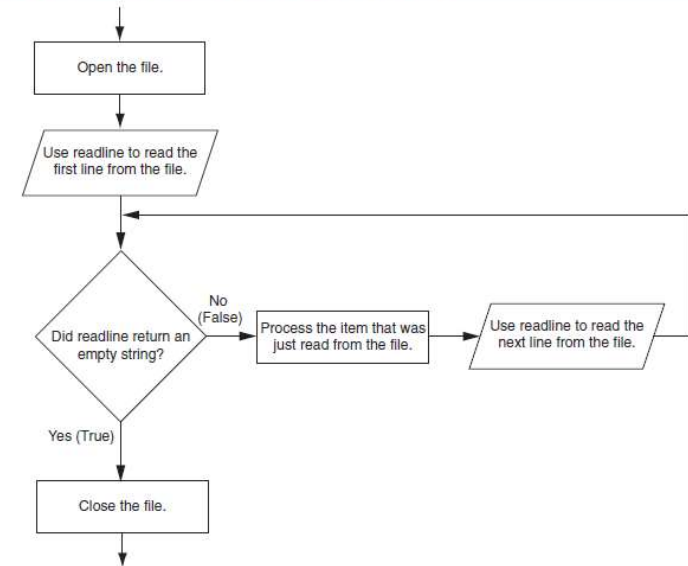 Open the file.
Use readline to read the
first line from the file.
No
(False)
Did readline return an
empty string?
Process the item that was
just read from the file.
Use readline to read the
next line from the file.
Yes (True)
Close the file.